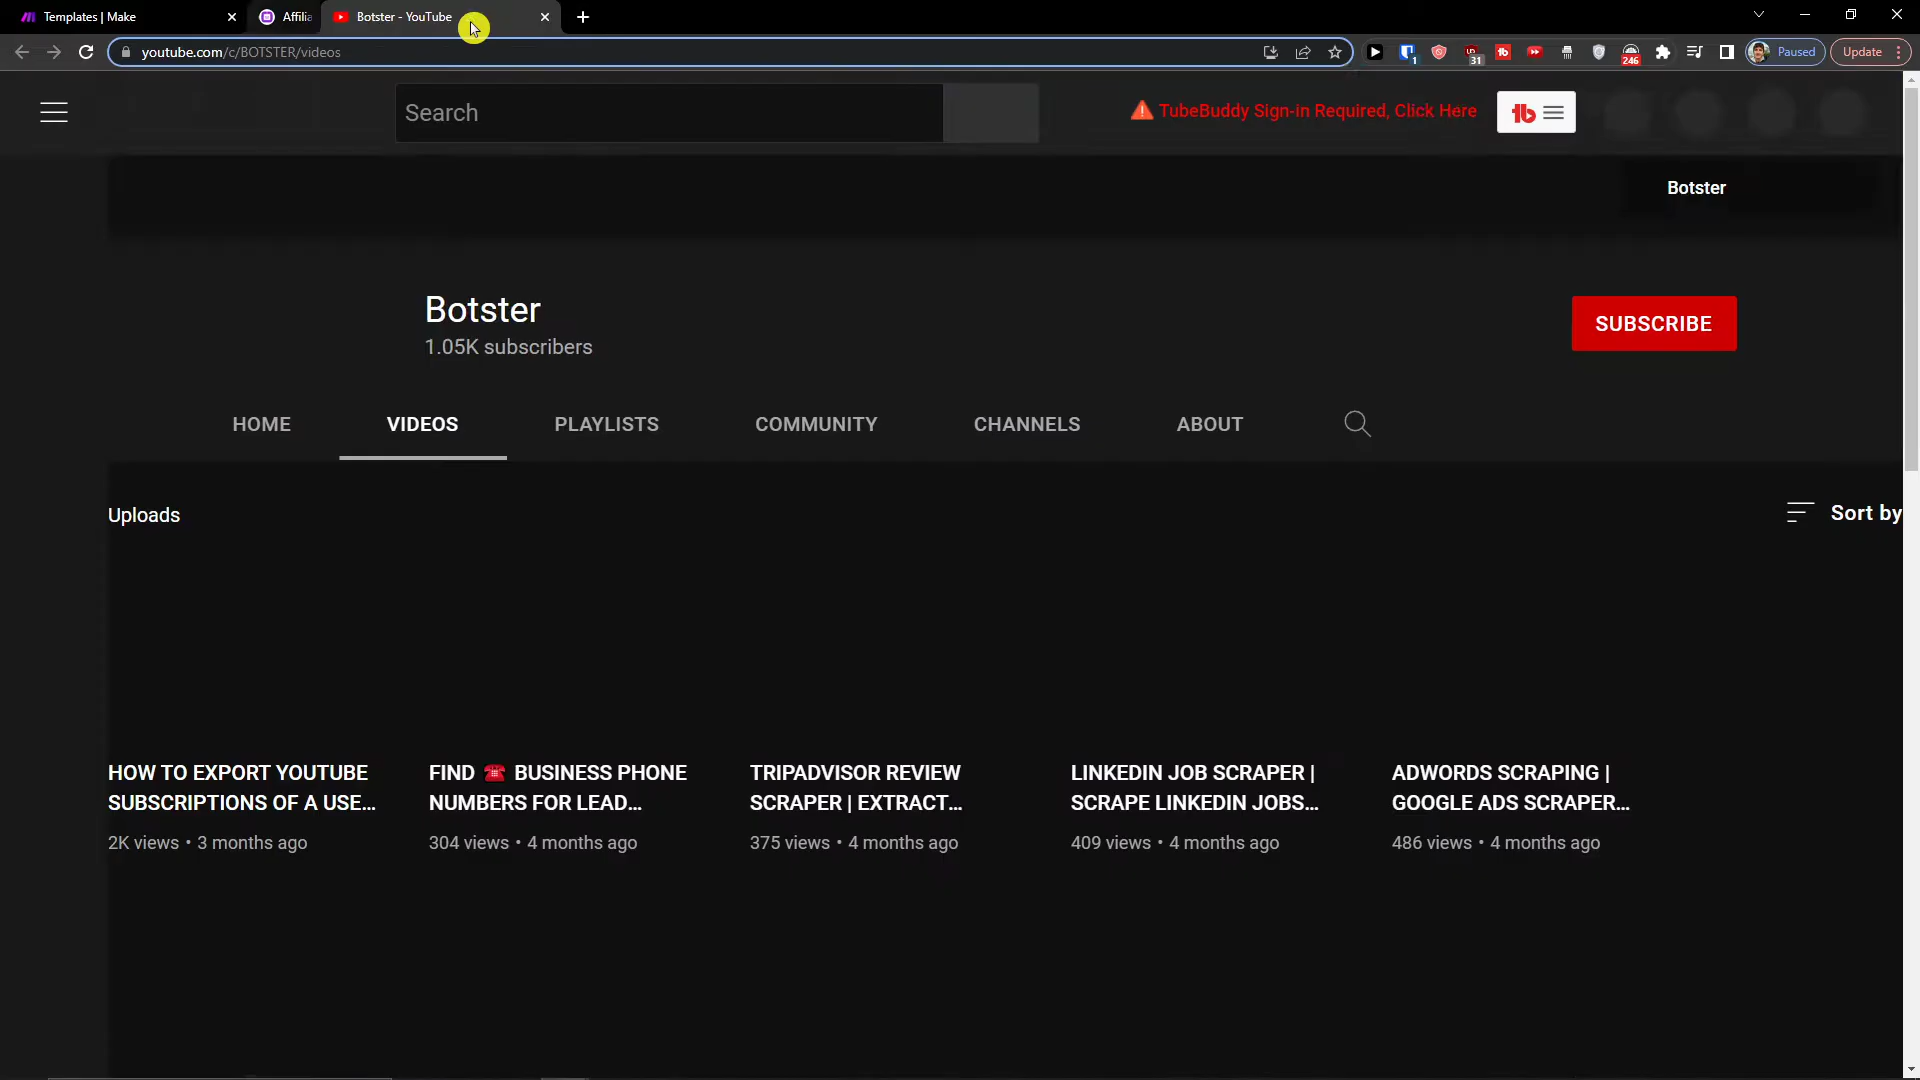 Templates | Make
Affilia
Botster - YouTube
youtube.com/c/BOTSTER/videos
1
31
246
Paused
Update
Search
TubeBuddy Sign-in Required, Click Here
Botster
Botster
1.05K subscribers
SUBSCRIBE
HOME
VIDEOS
PLAYLISTS
COMMUNITY
CHANNELS
ABOUT
Uploads
Sort by
HOW TO EXPORT YOUTUBE
SUBSCRIPTIONS OF A USE...
2K views • 3 months ago
FIND ☎ BUSINESS PHONE
NUMBERS FOR LEAD...
304 views • 4 months ago
TRIPADVISOR REVIEW
SCRAPER | EXTRACT...
375 views • 4 months ago
LINKEDIN JOB SCRAPER |
SCRAPE LINKEDIN JOBS...
409 views • 4 months ago
ADWORDS SCRAPING |
GOOGLE ADS SCRAPER...
486 views • 4 months ago